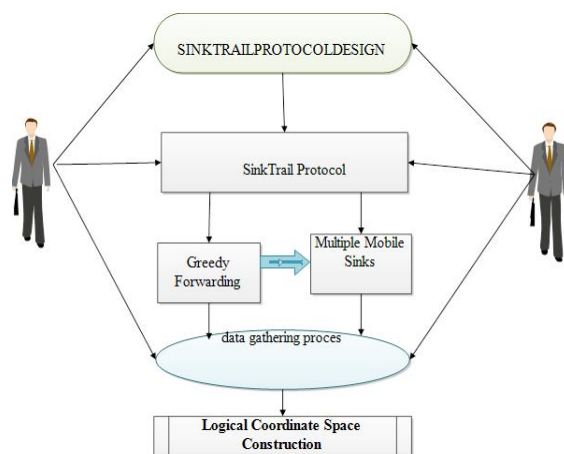 SINKTRAILPROTOCOLDESIGN
SinkTrail Protocol
Greedy
Forwarding
Multiple Mobile
Sinks
data gathering proces
Logical Coordinate Space
Construction